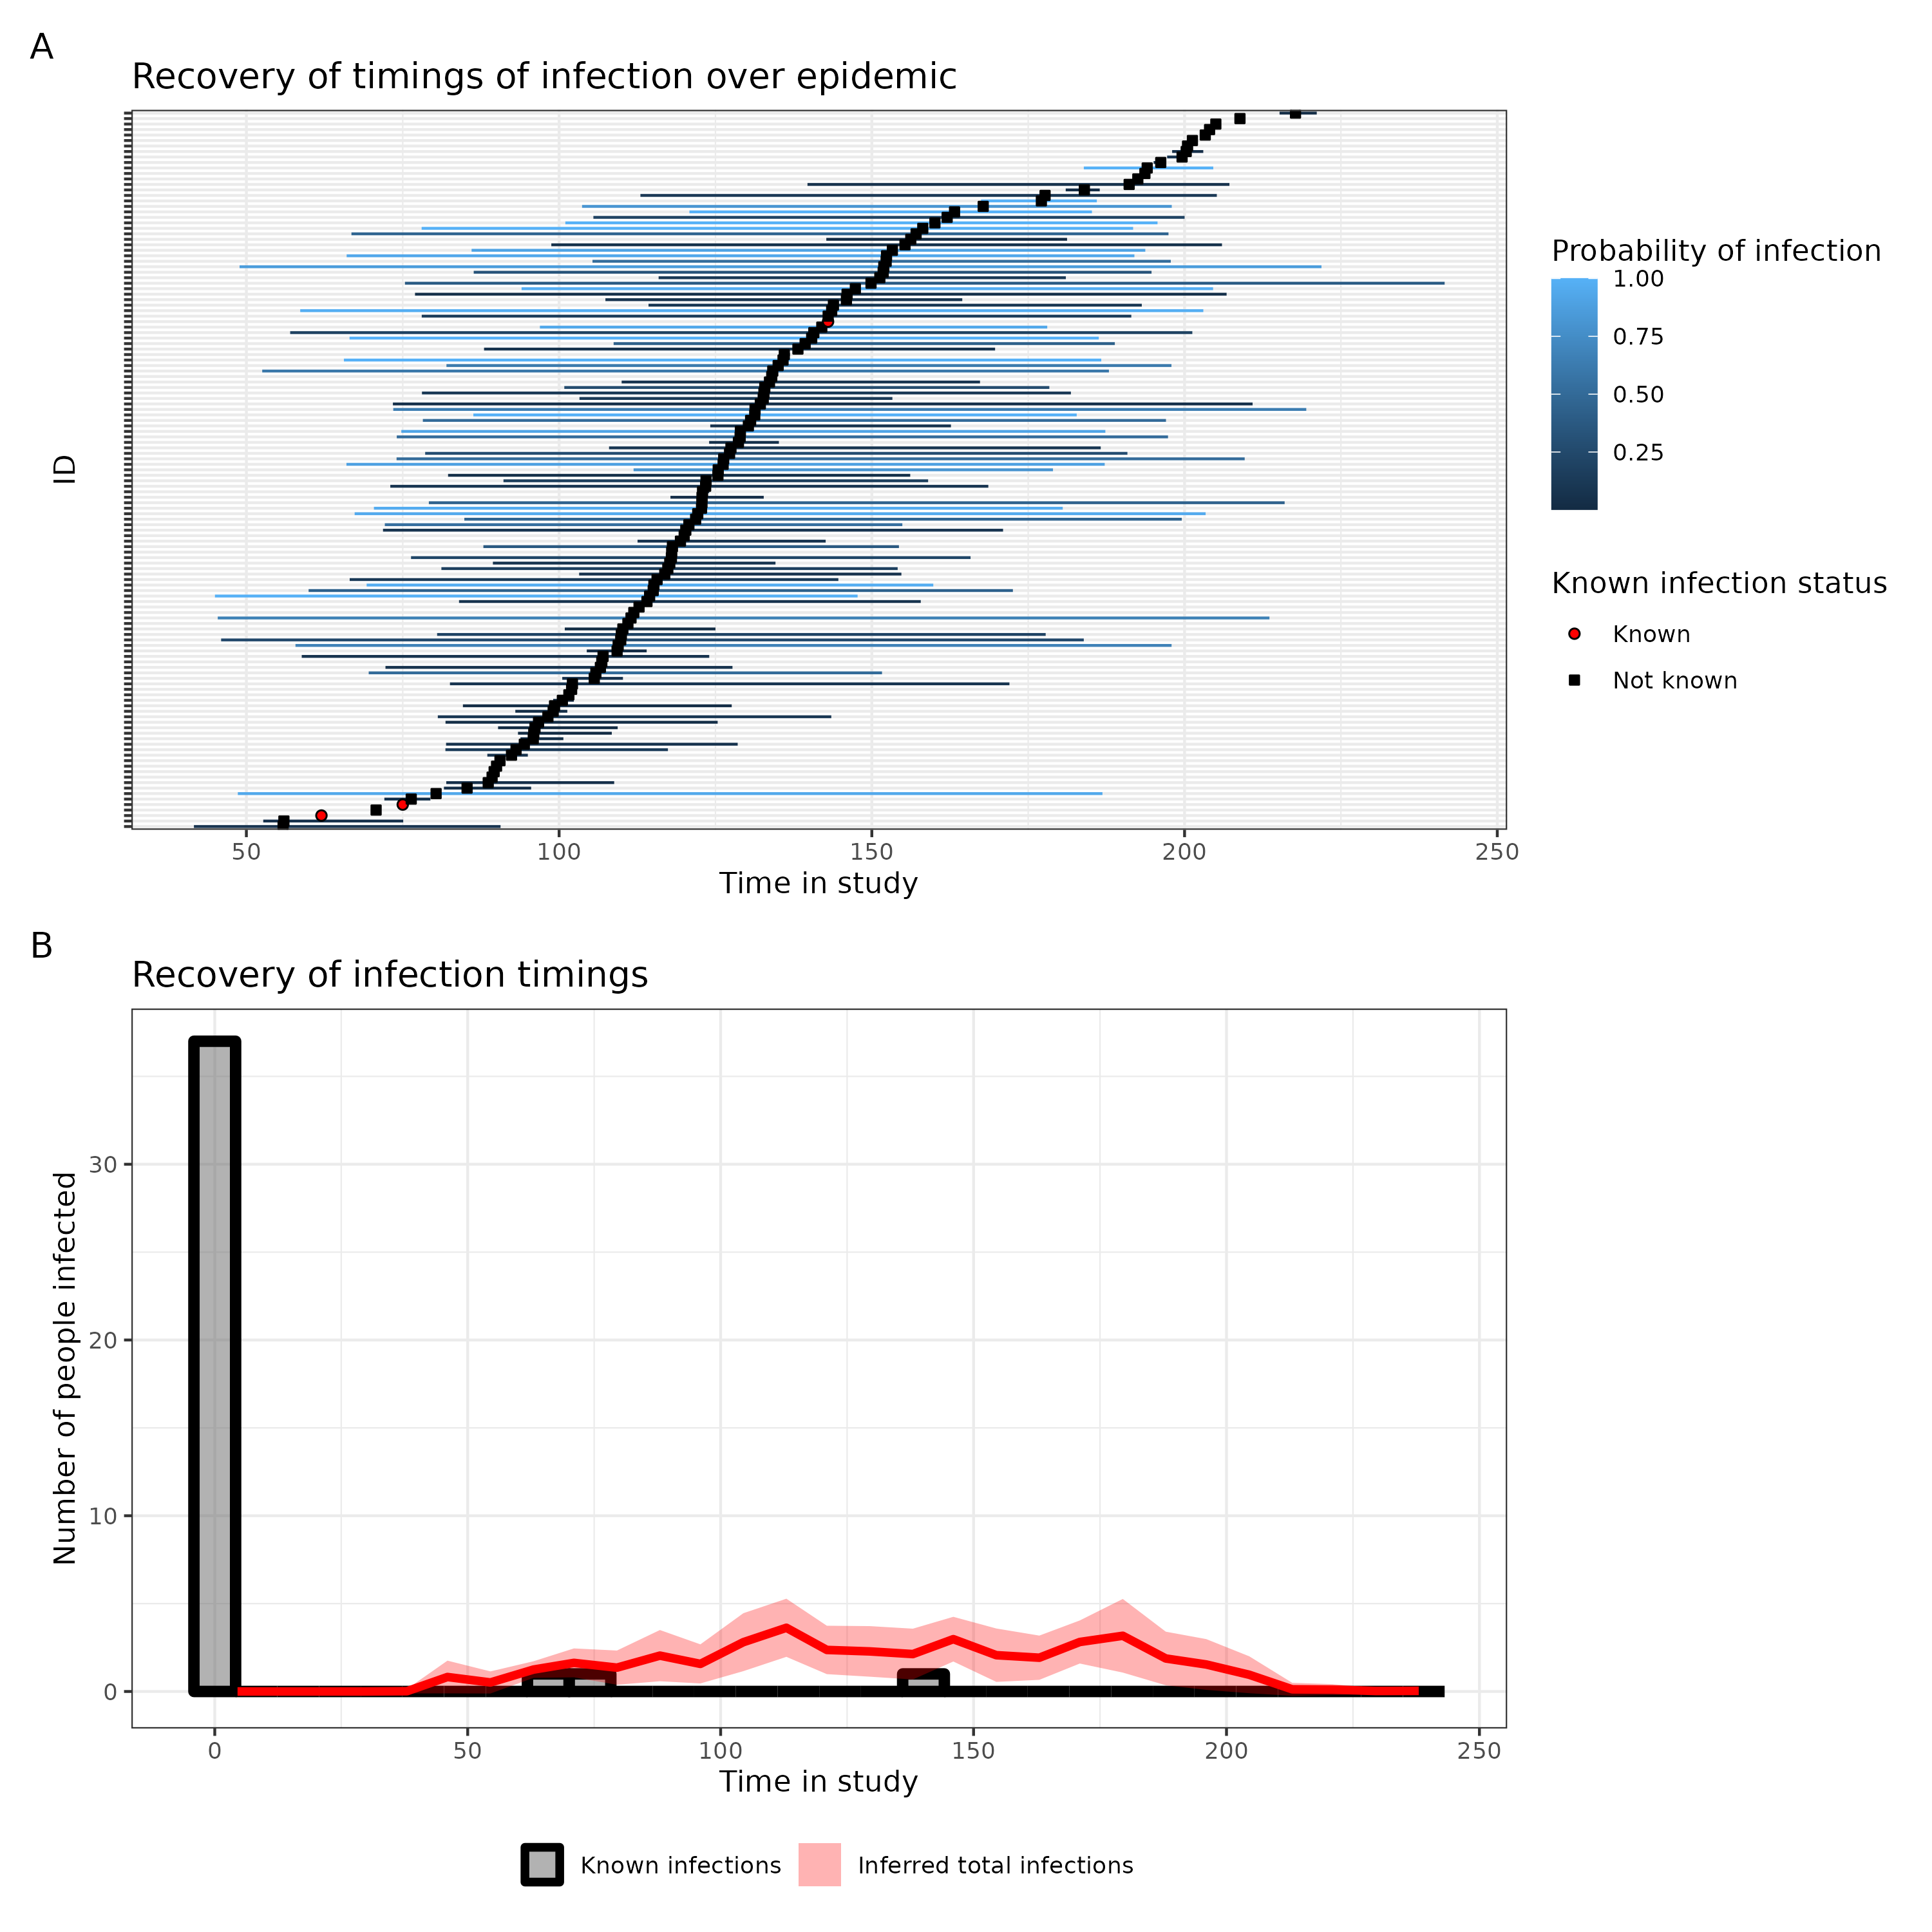 A
Recovery of timings of infection over epidemic
ID
50 100 150 200 250
Time in study
Probability of infection
1.00
0.75
0.50
0.25
Known infection status
Known
Not known
B
Recovery of infection timings
Number of people infected
30
20
10
0
0 50 100 150 200 250
Time in study
Known infections Inferred total infections